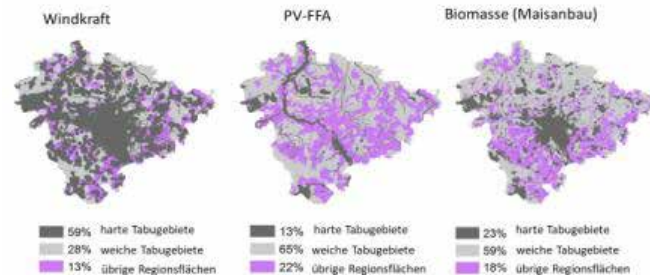 Windkraft
PV-FFA
Biomasse (Maisanbau)
59% harte Tabugebiete
28% weiche Tabugebiete
13% übrige Regionsflächen
13% harte Tabugebiete
65% weiche Tabugebiete
22% übrige Regionsflächen
23% harte Tabugebiete
59% weiche Tabugebiete
18% übrige Regionsflächen